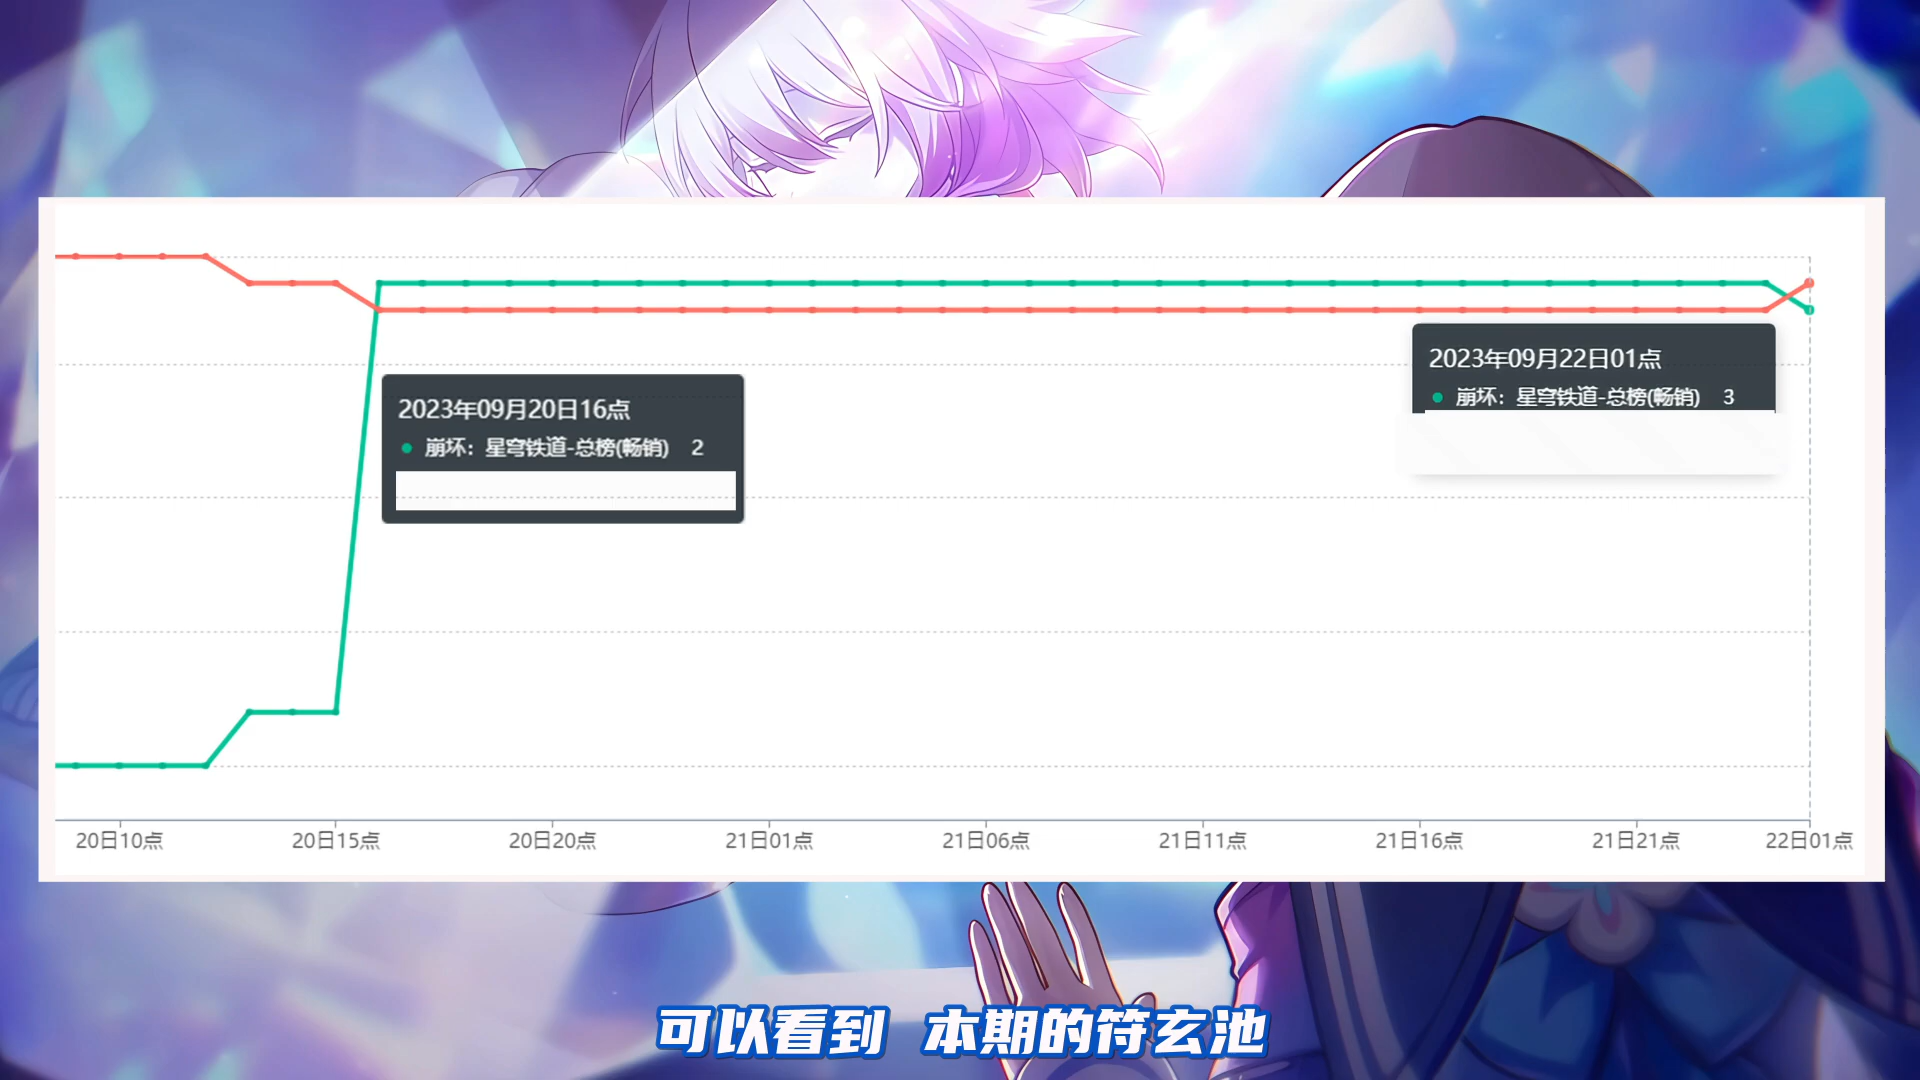 2023年09月22日01点
崩坏：星穹铁道-总榜(畅销) 3
2023年09月20日16点
崩坏：星穹铁道-总榜(畅销) 2
20日10点 20日15点 20日20点 21日01点 21日06点 21日11点 21日16点 21日21点 22日01点
可以看到 本期的符玄池